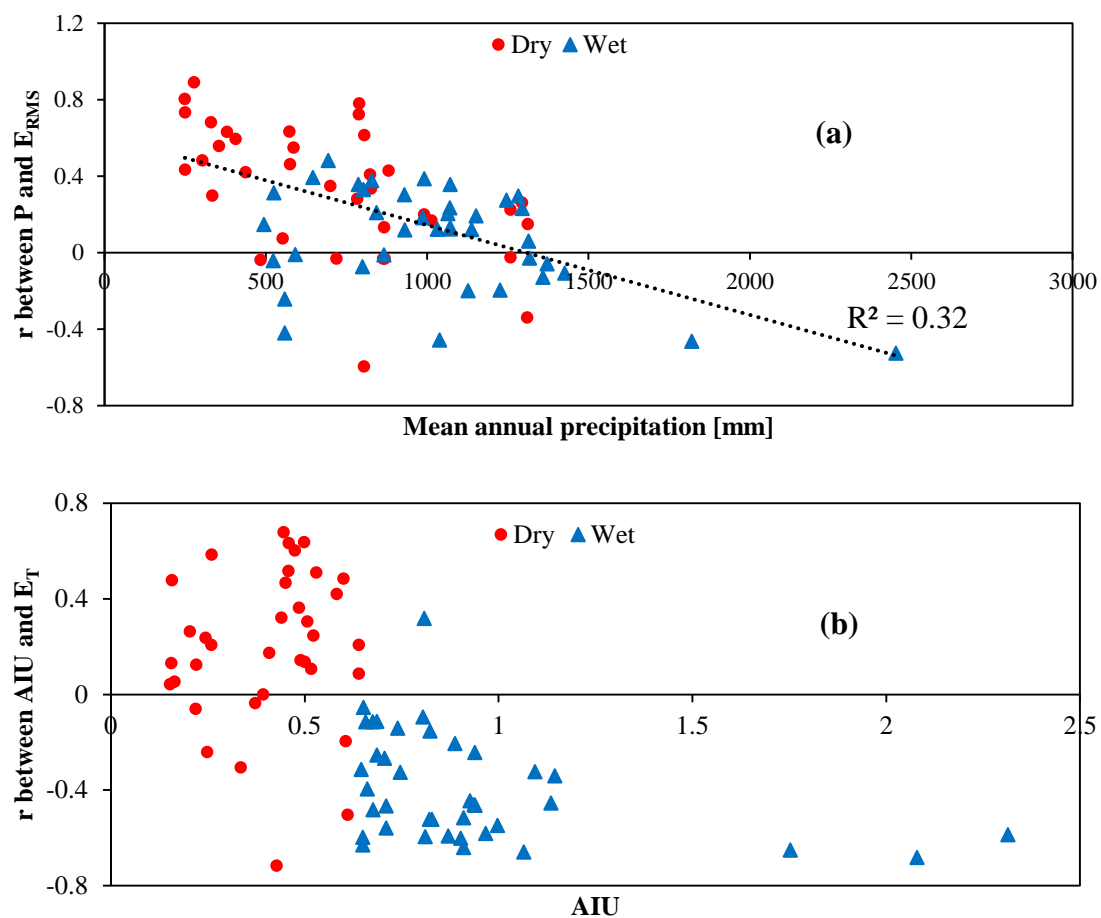 1.2
Dry Wet
0.8
(a)
0.4
0
0 500 1000 1500 2000 2500 3000
-0.4
R² = 0.32
-0.8
r between P and E_RMS
Mean annual precipitation [mm]
0.8
Dry Wet
0.4
(b)
0
0 0.5 1 1.5 2 2.5
-0.4
-0.8
r between AIU and E_T
AIU